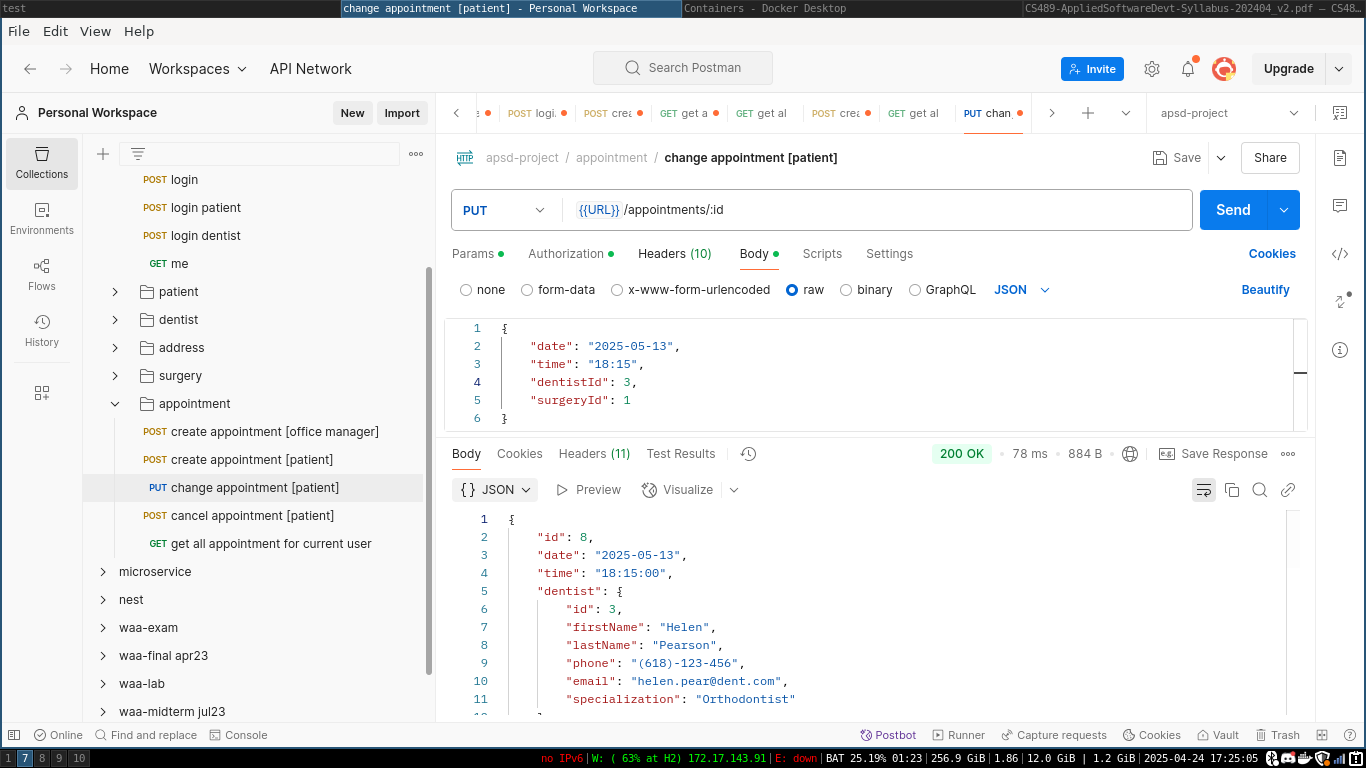 test
change appointment [patient] - Personal Workspace
Containers - Docker Desktop
CS489-AppliedSoftwareDevt-Syllabus-202404_v2.pdf — CS48…
File Edit View Help
Home Workspaces API Network
Search Postman
Invite
Upgrade
Personal Workspace
New
Import
POST logi.
POST crea
GET get a
GET get al
POST crea
GET get al
PUT chan
apsd-project
Collections
Environments
Flows
History
POST login
POST login patient
POST login dentist
GET me
patient
dentist
address
surgery
appointment
POST create appointment [office manager]
POST create appointment [patient]
PUT change appointment [patient]
POST cancel appointment [patient]
GET get all appointment for current user
microservice
nest
waa-exam
waa-final apr23
waa-lab
waa-midterm jul23
HTTP apsd-project / appointment / change appointment [patient]
Save
Share
PUT {{URL}} /appointments/:id
Send
Params Authorization Headers (10) Body Scripts Settings
Cookies
none form-data x-www-form-urlencoded raw binary GraphQL JSON
Beautify
1 {
2 "date": "2025-05-13",
3 "time": "18:15",
4 "dentistId": 3,
5 "surgeryId": 1
6 }
Body Cookies Headers (11) Test Results
200 OK • 78 ms • 884 B
e.g. Save Response
{ } JSON Preview Visualize
1 {
2 "id": 8,
3 "date": "2025-05-13",
4 "time": "18:15:00",
5 "dentist": {
6 "id": 3,
7 "firstName": "Helen",
8 "lastName": "Pearson",
9 "phone": "(618)-123-456",
10 "email": "helen.pear@dent.com",
11 "specialization": "Orthodontist"
Online Find and replace Console
Postbot Runner Capture requests Cookies Vault Trash
1 7 8 9 10
no IPv6|W: ( 63% at H2) 172.17.143.91|E: down|BAT 25.19% 01:23|256.9 GiB|1.86|12.0 GiB | 1.2 GiB|2025-04-24 17:25:05